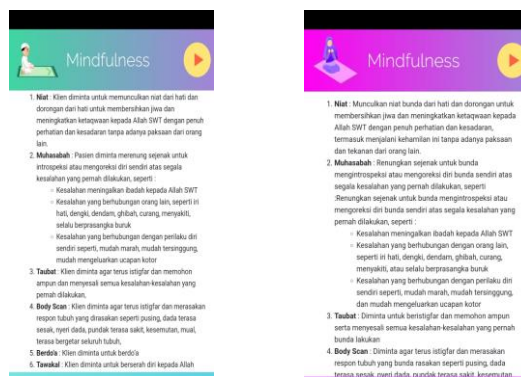 Mindfulness
1. Niat : Klien diminta untuk memunculkan niat dari hati dan
dorongan dari hati untuk membersihkan jiwa dan
meningkatkan ketaqwaan kepada Allah SWT dengan penuh
perhatian dan kesadaran tanpa adanya paksaan dari orang
lain.
2. Muhasabah : Pasien diminta merenung sejenak untuk
introspeksi atau mengoreksi diri sendiri atas segala
kesalahan yang pernah dilakukan, seperti :
Kesalahan meningalkan ibadah kepada Allah SWT
Kesalahan yang berhubungan orang lain, seperti iri
hati, dengki, dendam, ghibah, curang, menyakiti,
selalu berprasangka buruk
Kesalahan yang berhubungan dengan perilaku diri
sendiri seperti, mudah marah, mudah tersinggung,
mudah mengeluarkan ucapan kotor
3. Taubat : Klien diminta agar terus istigfar dan memohon
ampun dan menyesali semua kesalahan-kesalahan yang
pernah dilakukan,
4. Body Scan : Klien diminta agar terus istigfar dan merasakan
respon tubuh yang dirasakan seperti pusing, dada terasa
sesak, nyeri dada, pundak terasa sakit, kesemutan, mual,
terasa bergetar seluruh tubuh,
5. Berdo'a : Klien diminta untuk berdo'a
6. Tawakal : Klien diminta untuk berserah diri kepada Allah
Mindfulness
1. Niat : Munculkan niat bunda dari hati dan dorongan untuk
membersihkan jiwa dan meningkatkan ketaqwaan kepada
Allah SWT dengan penuh perhatian dan kesadaran,
termasuk menjalani kehamilan ini tanpa adanya paksaan
dan tekanan dari orang lain.
2. Muhasabah : Renungkan sejenak untuk bunda
mengintrospeksi atau mengoreksi diri bunda sendiri atas
segala kesalahan yang pernah dilakukan, seperti
:Renungkan sejenak untuk bunda mengintrospeksi atau
mengoreksi diri bunda sendiri atas segala kesalahan yang
pernah dilakukan, seperti :
Kesalahan meninggalkan ibadah kepada Allah SWT
Kesalahan yang berhubungan dengan orang lain,
seperti iri hati, dengki, dendam, ghibah, curang,
menyakiti, atau selalu berprasangka buruk
Kesalahan yang berhubungan dengan perilaku diri
sendiri seperti, mudah marah, mudah tersinggung,
dan mudah mengeluarkan ucapan kotor
3. Taubat : Diminta untuk beristigfar dan memohon ampun
serta menyesali semua kesalahan-kesalahan yang pernah
bunda lakukan
4. Body Scan : Diminta agar terus istigfar dan merasakan
respon tubuh yang bunda rasakan seperti pusing, dada
terasa sesak, nyeri dada, pundak terasa sakit, kesemutan